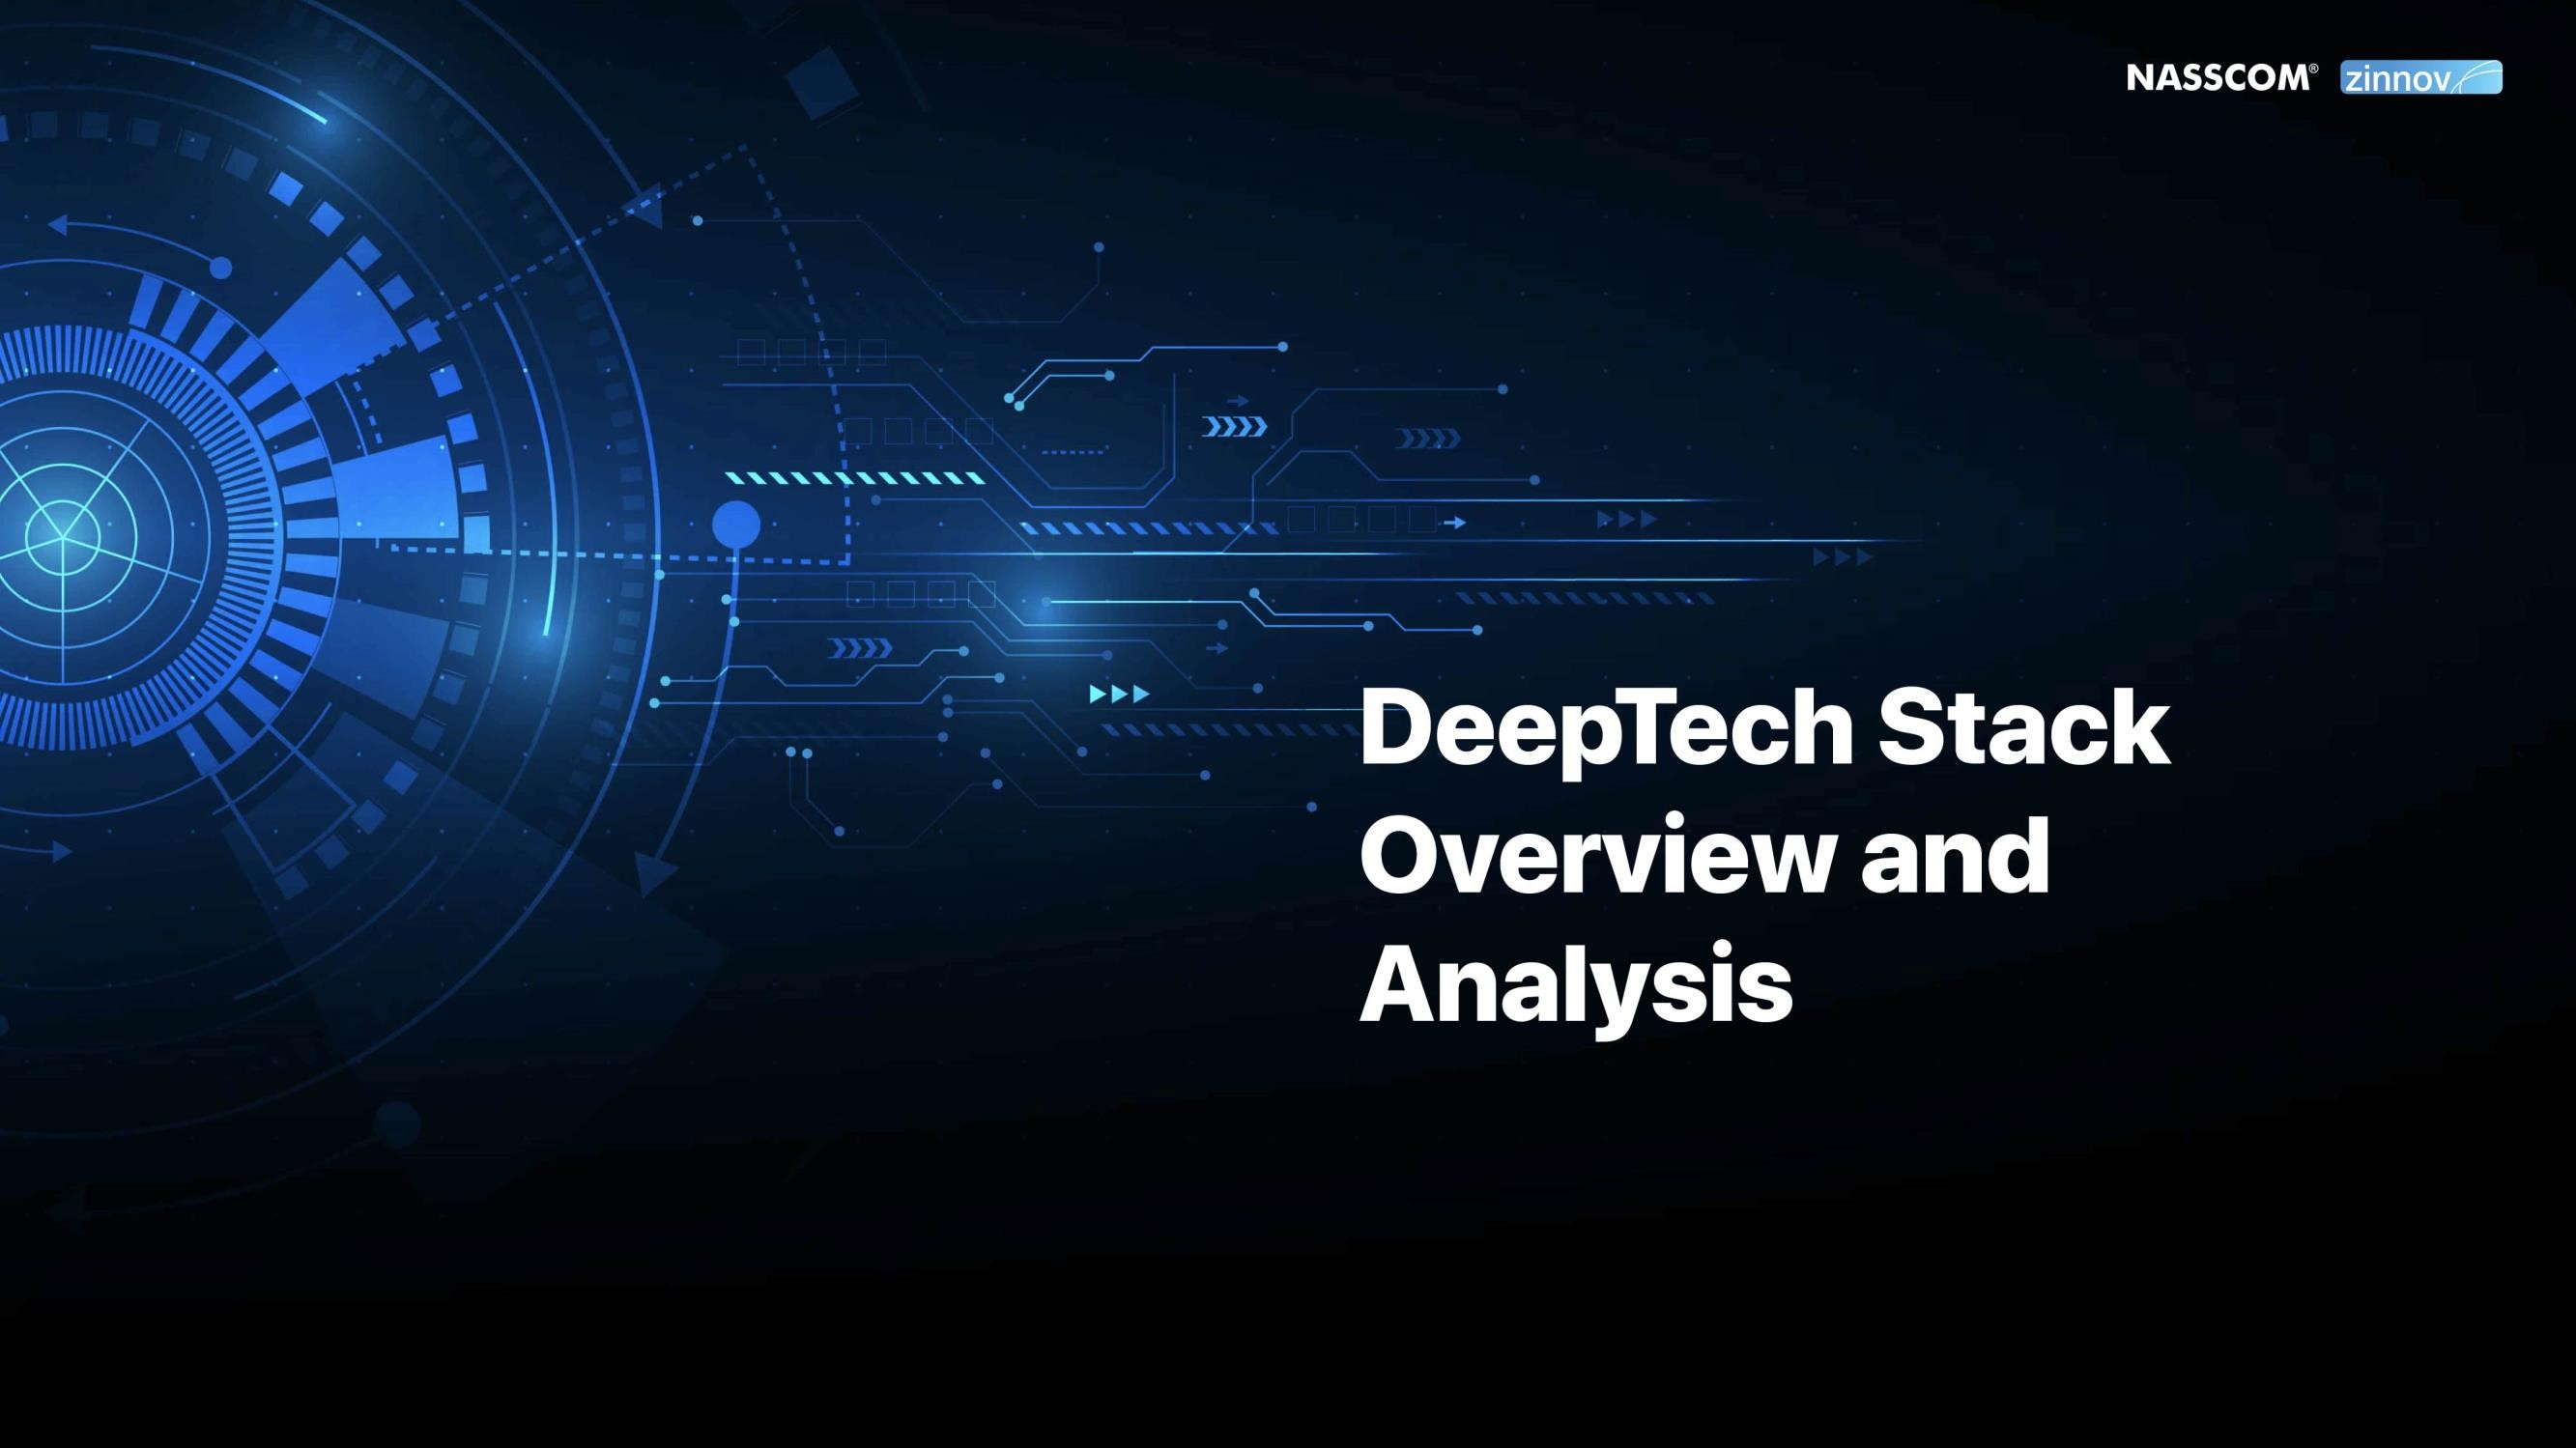 NASSCOM® zinnov
DeepTech Stack
Overview and
Analysis